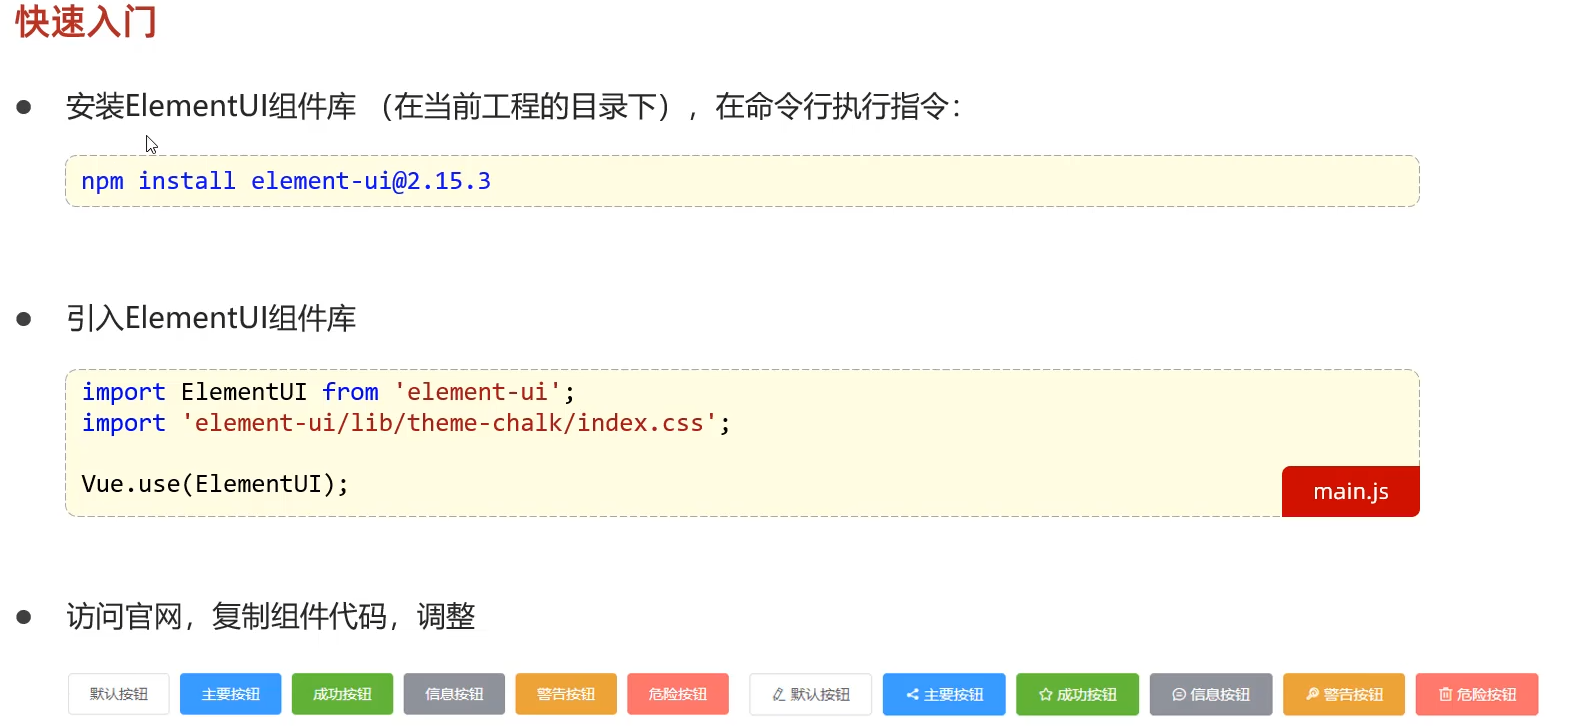 快速入门
安装ElementUI组件库 （在当前工程的目录下），在命令行执行指令：
npm install element-ui@2.15.3
引入ElementUI组件库
import ElementUI from 'element-ui';
import 'element-ui/lib/theme-chalk/index.css';
Vue.use(ElementUI);
main.js
访问官网，复制组件代码，调整
默认按钮 主要按钮 成功按钮 信息按钮 警告按钮 危险按钮 默认按钮 主要按钮 成功按钮 信息按钮 警告按钮 危险按钮